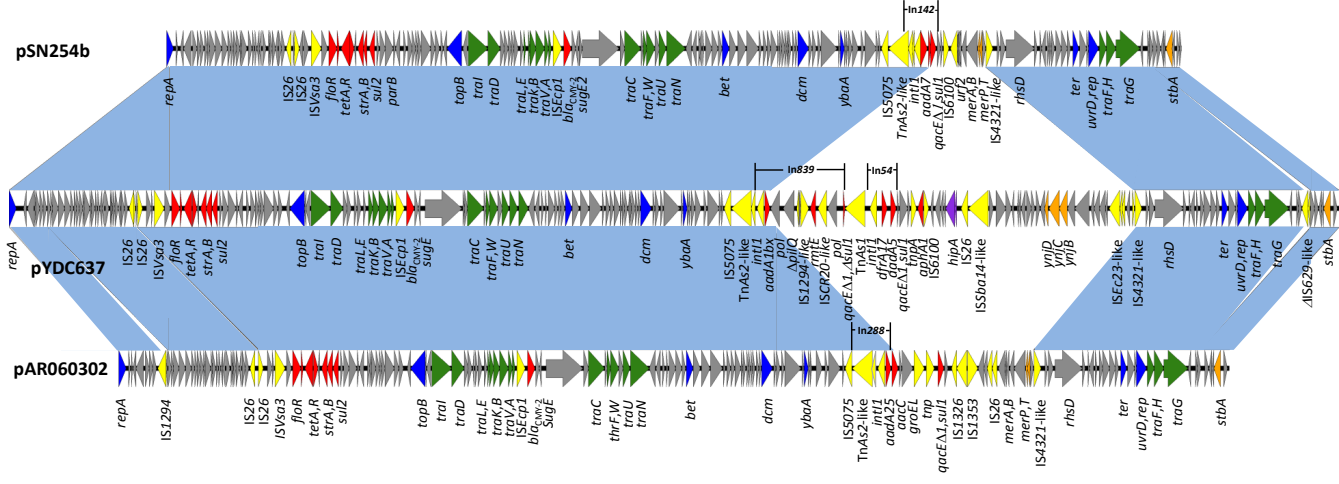 In142
pSN254b
repA
IS26
IS26
ISVsa3
floR
tetA,R
strA,B
sul2
parB
topB
traI
traD
traL,E
traK,B
traV,A
ISEcp1
blaCMY-2
sugE2
traC
traF,W
traU
traN
bet
dcm
ybaA
IS5075
TnAs2-like
intI1
aadA7
qacEΔ1,sul1
IS6100
urf2
merA,B
merP,T
IS4321-like
rhsD
ter
uvrD,rep
traF,H
traG
stbA
In839
In54
repA
pYDC637
IS26
IS26
ISVsa3
floR
tetA,R
strA,B
sul2
topB
traI
traD
traL,E
traK,B
traV,A
ISEcp1
blaCMY-2
sugE
traC
traF,W
traU
traN
bet
dcm
ybaA
IS5075
TnAs2-like
int1
aadA1bx
pol
ΔpilQ
IS1294-like
rmtE
ISCR20-like
pol
qacEΔ1,Δsul1
TnAs1
intI1
dfrA17
aadA5
qacEΔ1,sul1
tnpA
aphA1
IS6100
hipA
IS26
ISSba14-like
ynjD
ynjC
ynjB
ISEc23-like
IS4321-like
rhsD
ter
uvrD,rep
traF,H
traG
ΔIS629-like
stbA
In288
pAR060302
repA
IS1294
IS26
IS26
ISVsa3
floR
tetA,R
strA,B
sul2
topB
traI
traD
traL,E
traK,B
traV,A
ISEcp1
blaCMY-2
SugE
traC
thrF,W
traU
traN
bet
dcm
ybaA
IS5075
TnAs2-like
intI1
aadA25
aacC
groEL
tnp
qacEΔ1,sul1
IS1326
IS1353
IS26
merA,B
merP,T
IS4321-like
rhsD
ter
uvrD,rep
traF,H
traG
stbA